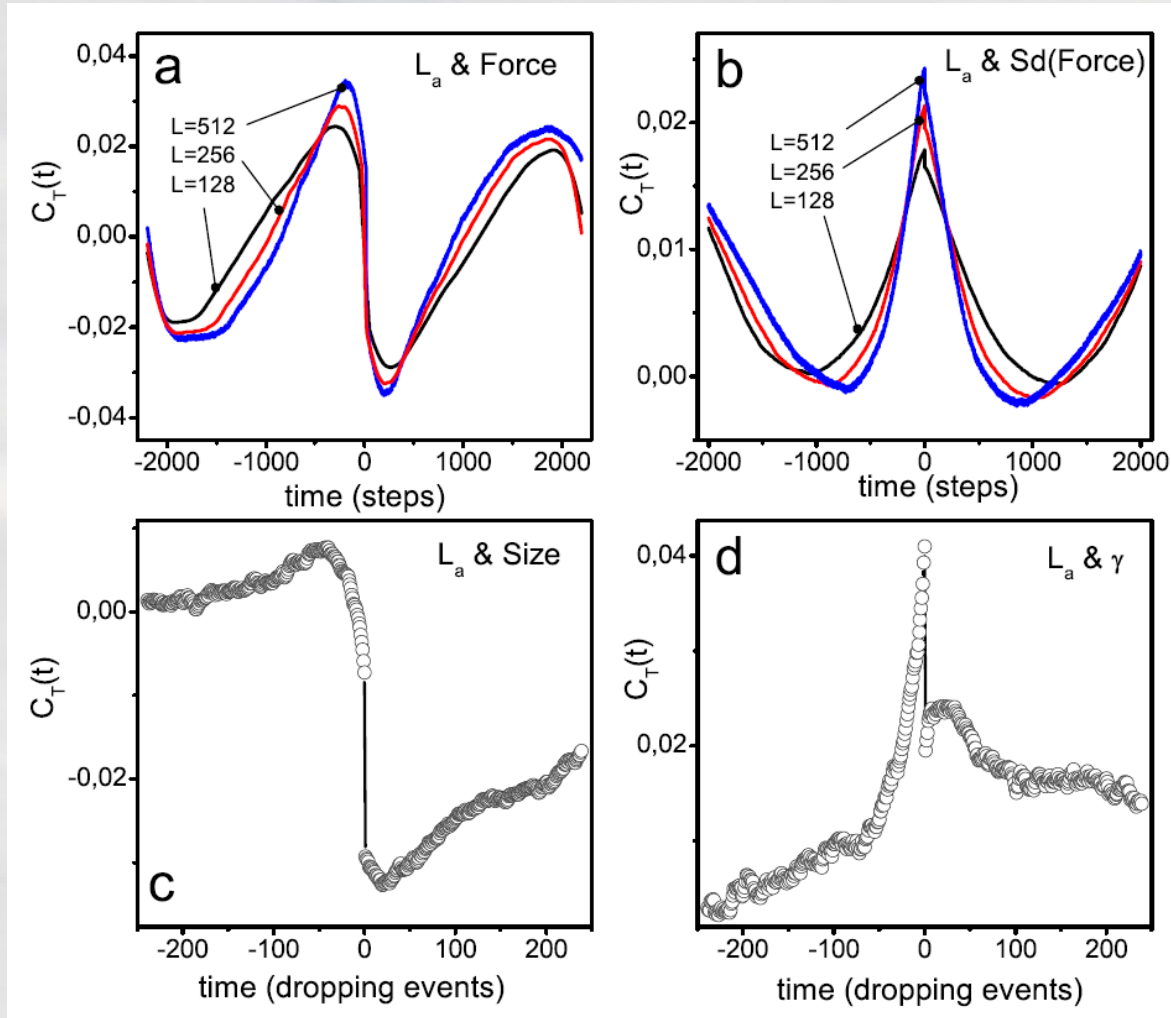 a
L_a & Force
L=512
L=256
L=128
0,04
0,02
0,00
-0,02
-0,04
C_T(t)
-2000 -1000 0 1000 2000
time (steps)
b
L_a & Sd(Force)
L=512
L=256
L=128
0,02
0,01
0,00
C_T(t)
-2000 -1000 0 1000 2000
time (steps)
c
L_a & Size
0,00
-0,02
C_T(t)
-200 -100 0 100 200
time (dropping events)
d
L_a & γ
0,04
0,02
C_T(t)
-200 -100 0 100 200
time (dropping events)